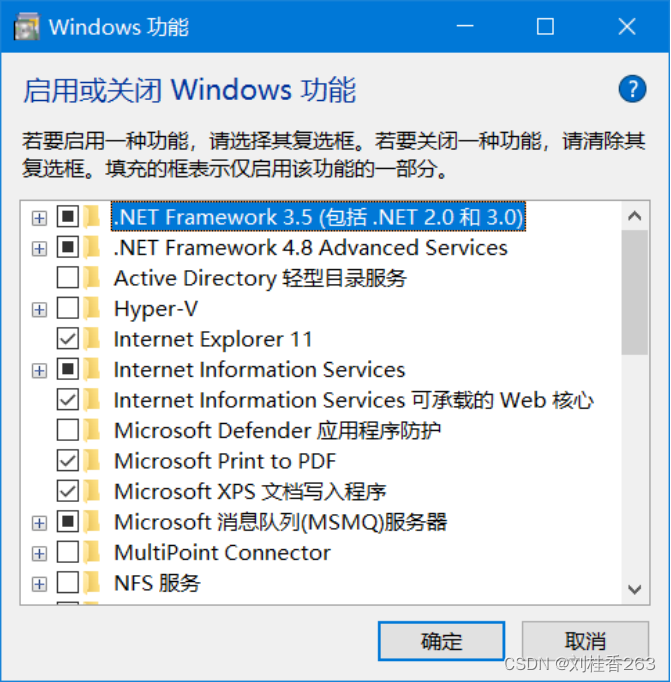 Windows 功能
启用或关闭 Windows 功能
?
若要启用一种功能，请选择其复选框。若要关闭一种功能，请清除其
复选框。填充的框表示仅启用该功能的一部分。
.NET Framework 3.5 (包括 .NET 2.0 和 3.0)
.NET Framework 4.8 Advanced Services
Active Directory 轻型目录服务
Hyper-V
Internet Explorer 11
Internet Information Services
Internet Information Services 可承载的 Web 核心
Microsoft Defender 应用程序防护
Microsoft Print to PDF
Microsoft XPS 文档写入程序
Microsoft 消息队列(MSMQ)服务器
MultiPoint Connector
NFS 服务
确定 取消
CSDN @刘桂香263